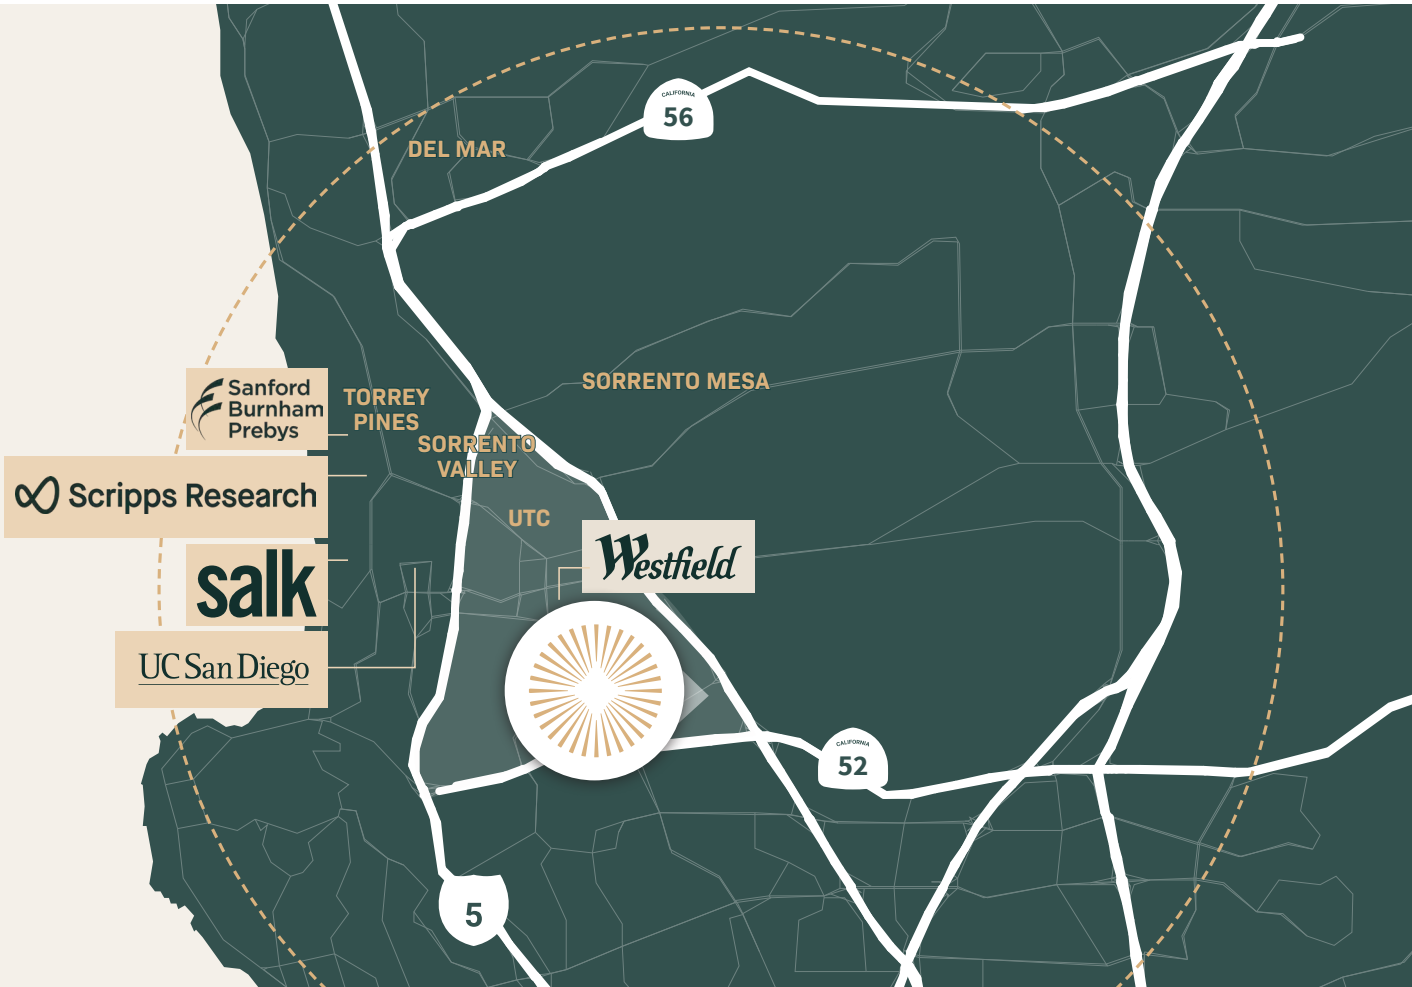 CALIFORNIA
56
DEL MAR
SORRENTO MESA
Sanford
Burnham
Prebys
TORREY
PINES
SORRENTO
VALLEY
Scripps Research
UTC
Westfield
salk
UC San Diego
CALIFORNIA
52
5